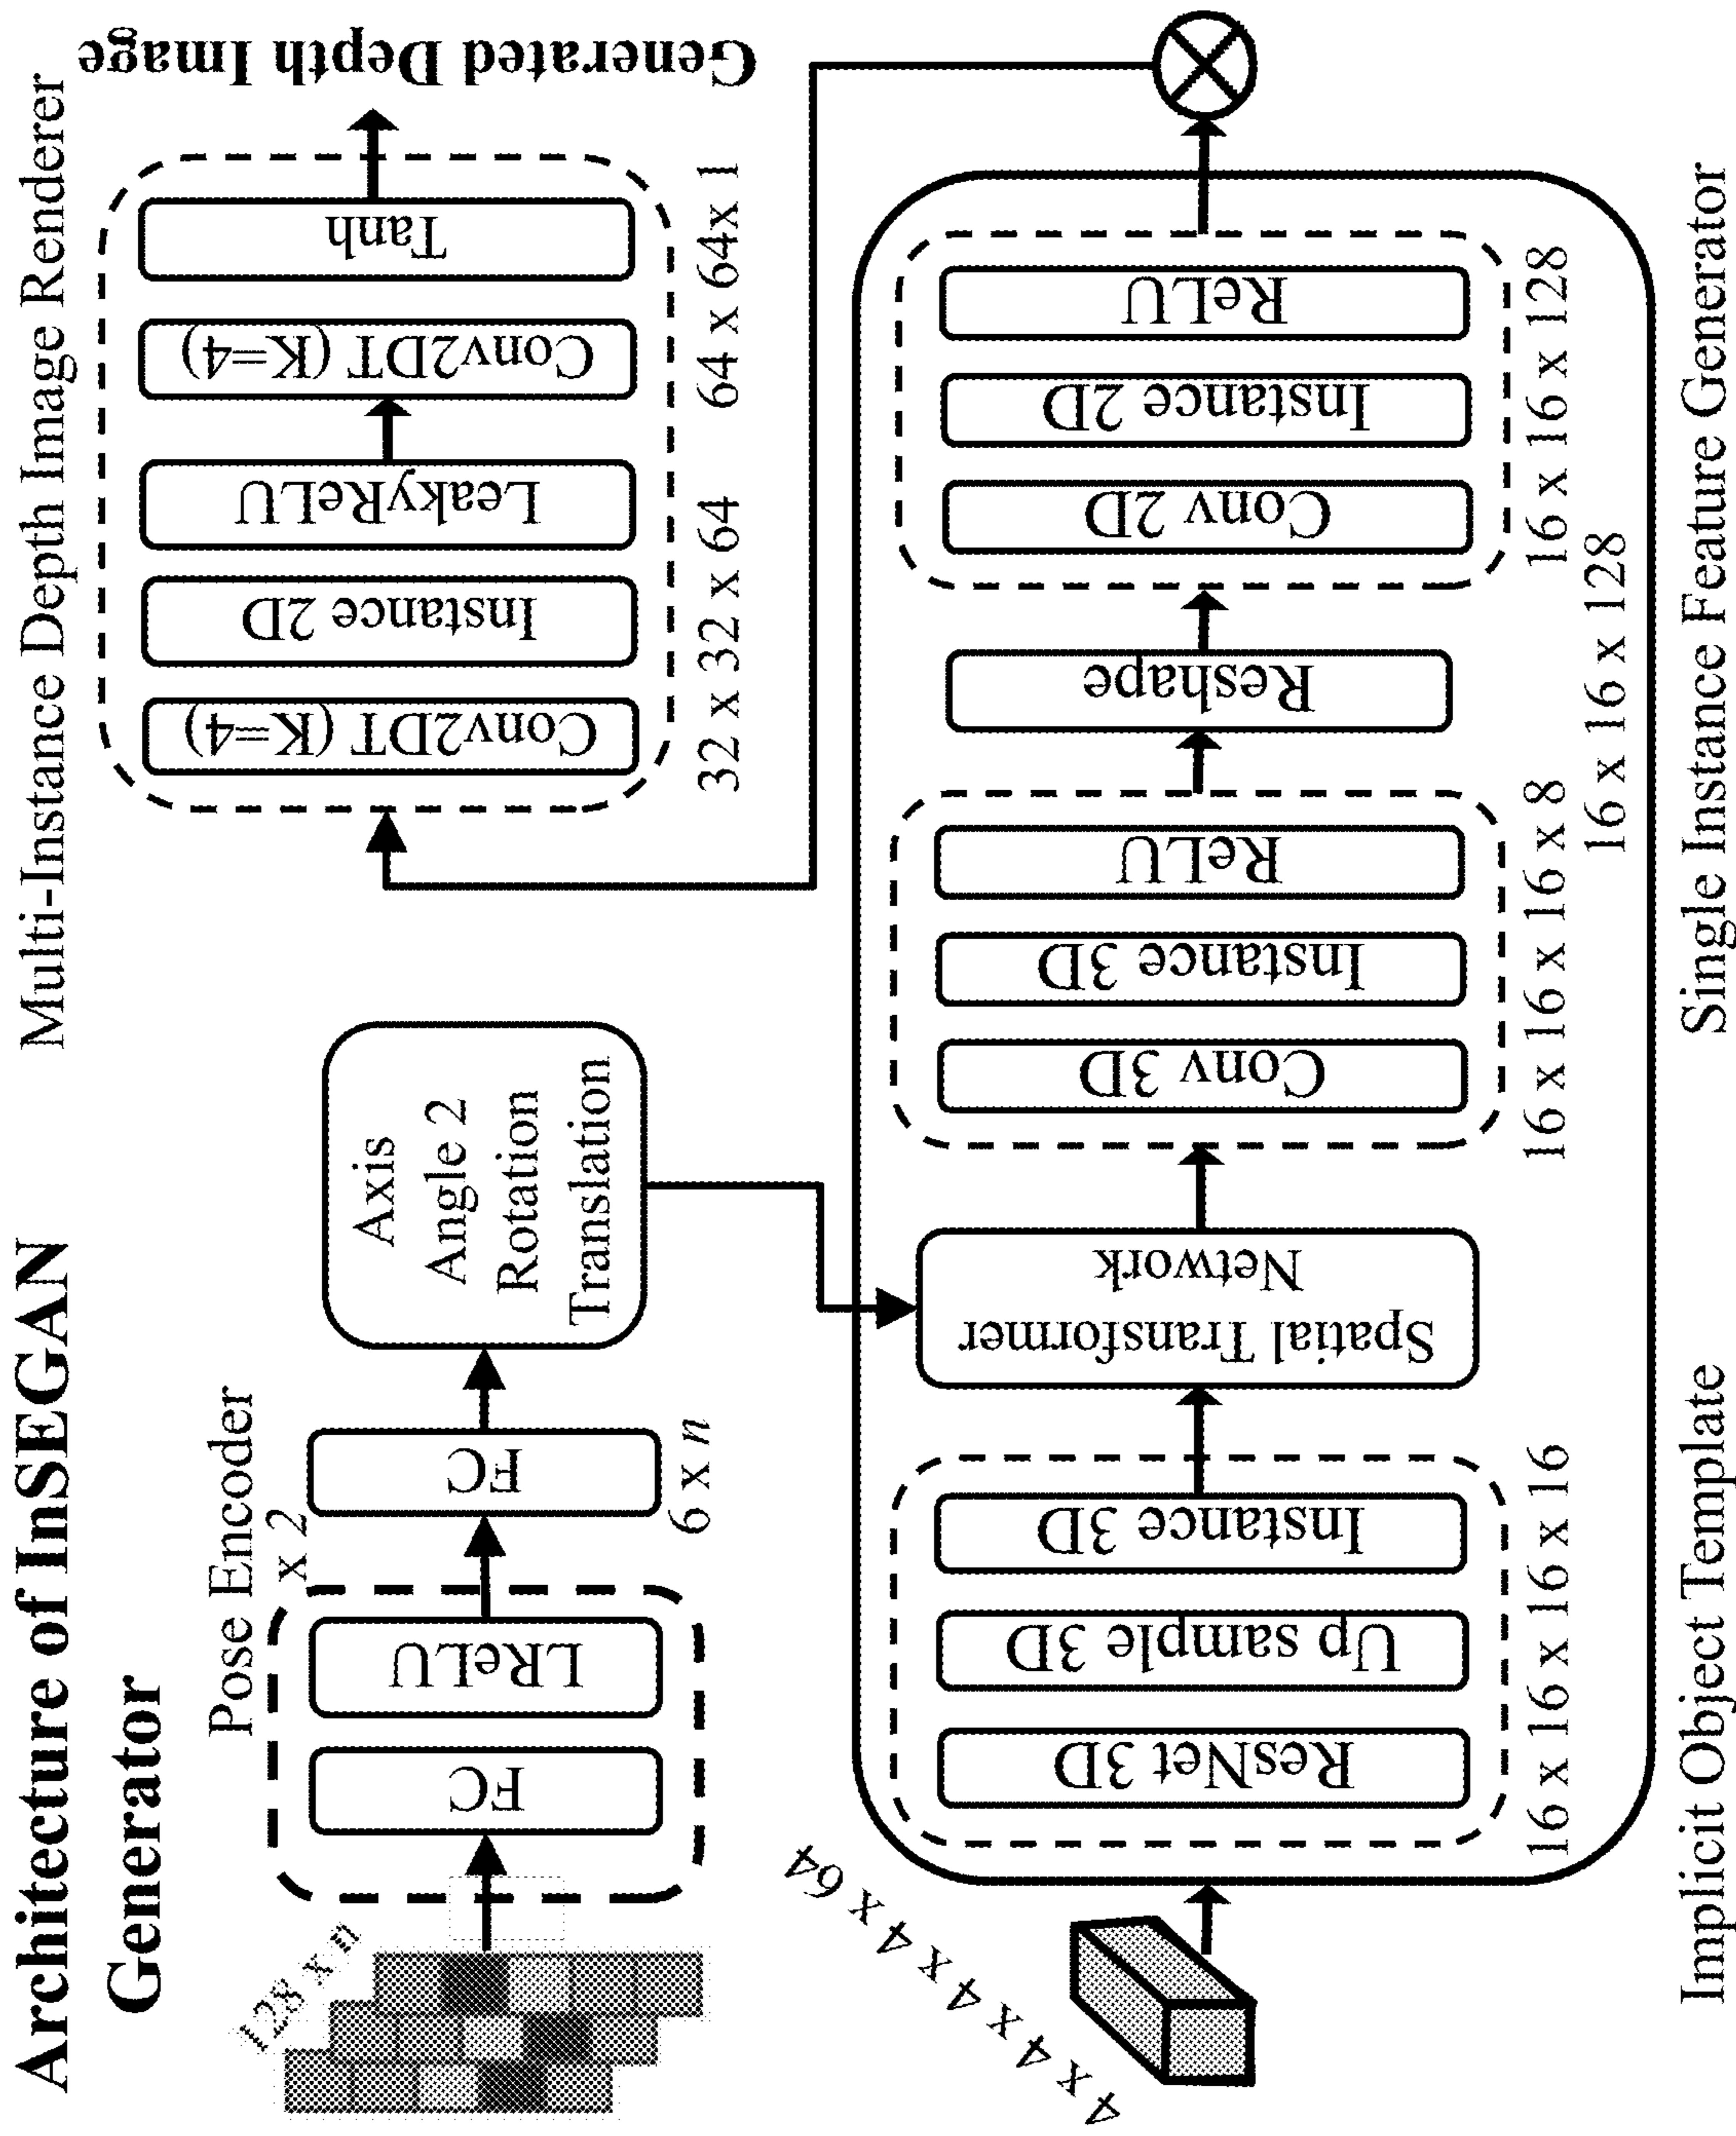 Architecture of InSEGAN
Generator
Multi-Instance Depth Image Renderer
Pose Encoder
x 2
128 x n
FC
LReLU
FC
6 x n
Axis
Angle 2
Rotation
Translation
Conv2DT (K=4)
Instance 2D
LeakyReLU
Conv2DT (K=4)
Tanh
32 x 32 x 64
64 x 64x 1
Generated Depth Image
4 x 4 x 4 x 4 x 64
ResNet 3D
Up sample 3D
Instance 3D
16 x 16 x 16 x 16
Spatial Transformer
Network
Conv 3D
Instance 3D
ReLU
16 x 16 x 16 x 8
Reshape
16 x 16 x 128
Conv 2D
Instance 2D
ReLU
16 x 16 x 128
Implicit Object Template
Single Instance Feature Generator